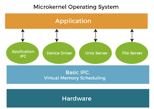 Microkernel Operating System
Application
Application
IPC
Device Driver
Unix Server
File Server
Basic IPC,
Virtual Memory Scheduling
Hardware